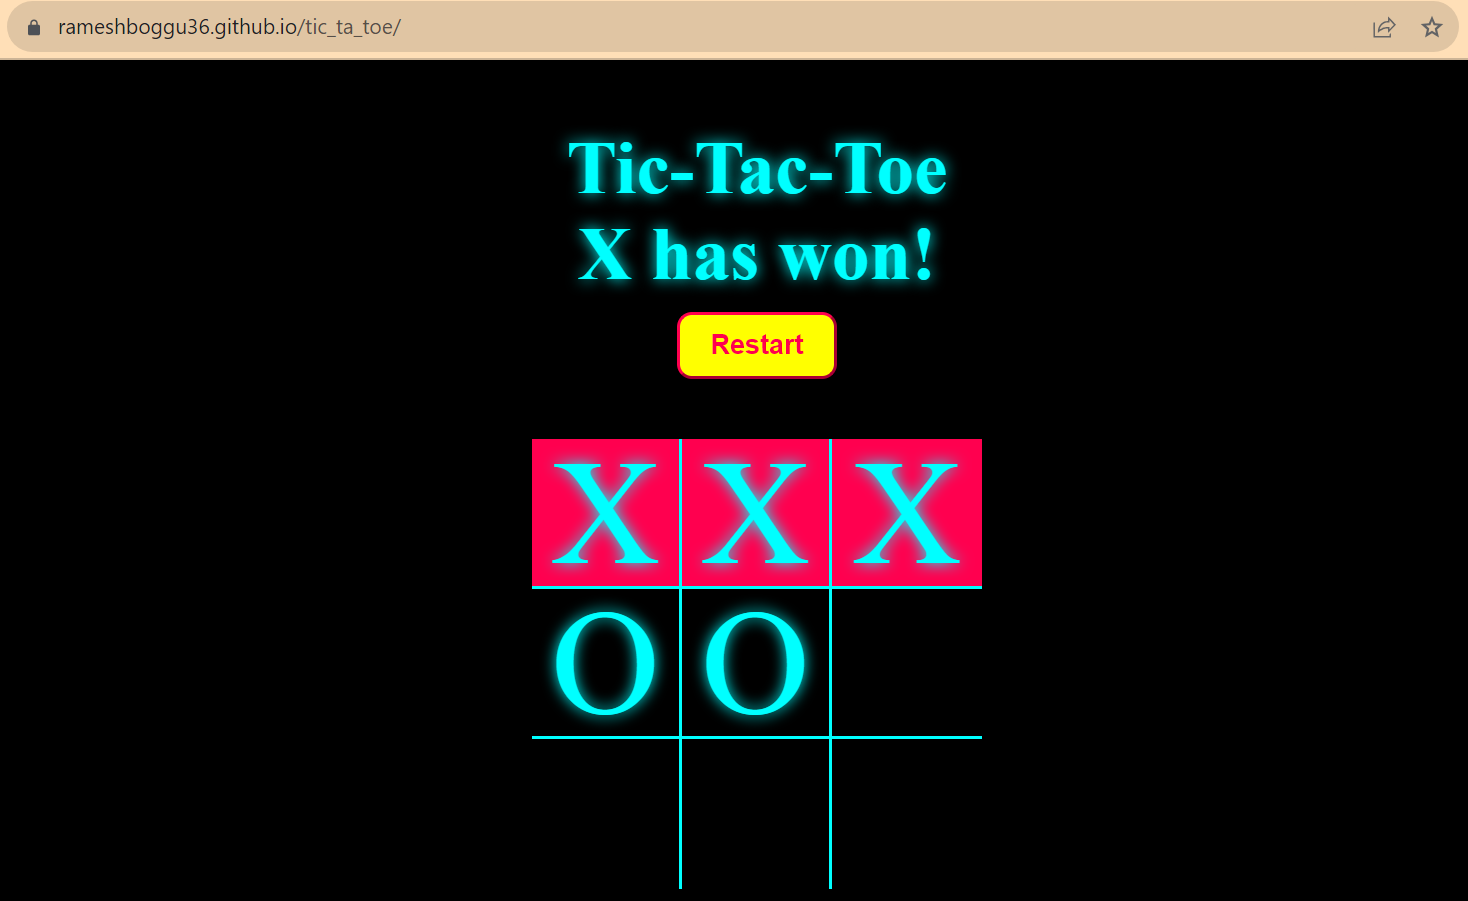 rameshboggu36.github.io/tic_ta_toe/
Tic-Tac-Toe
X has won!
Restart
X X X
O O